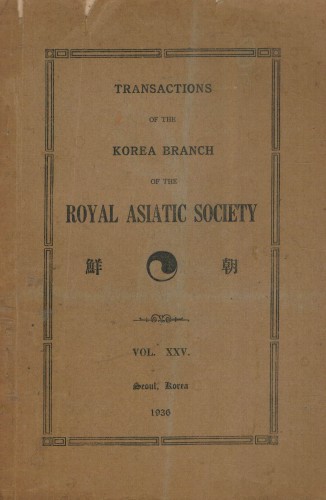 TRANSACTIONS
OF THE
KOREA BRANCH
OF THE
ROYAL ASIATIC SOCIETY
鮮 朝
VOL. XXV.
Seoul, Korea
1936